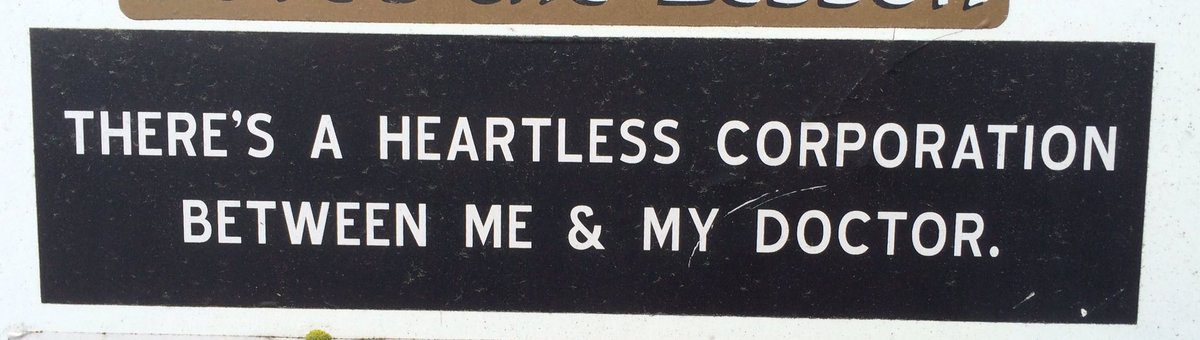 THERE'S A HEARTLESS CORPORATION
BETWEEN ME & MY DOCTOR.